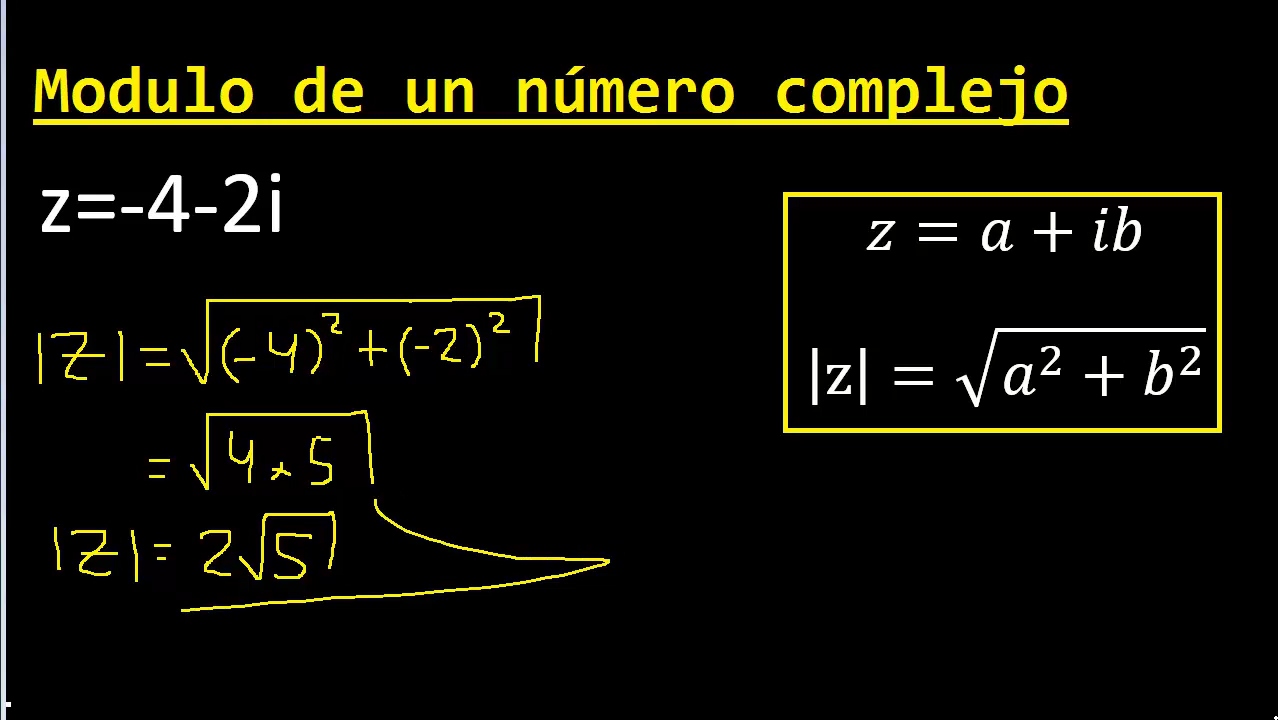 Modulo de un número complejo
z=-4-2i
z = a + ib
|z| = √a² + b²
|Z| = √(-4)² + (-2)²
= √4 × 5
|Z| = 2√5